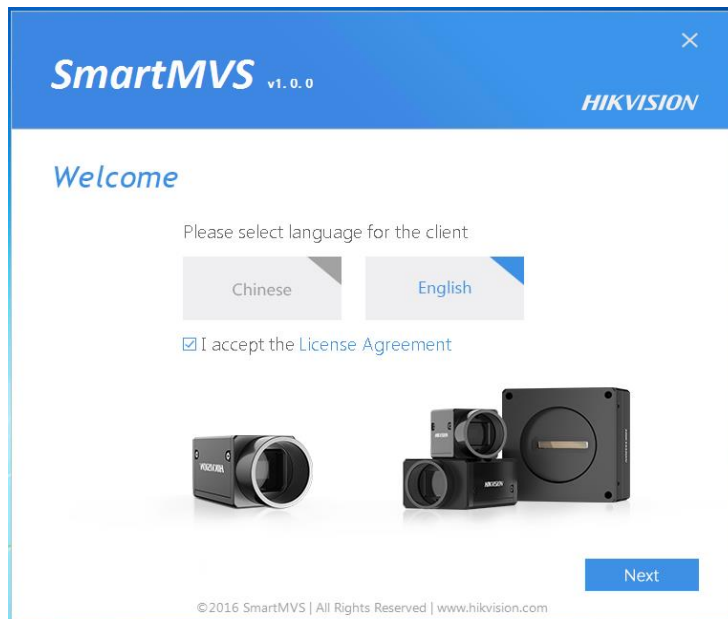 SmartMVS v1.0.0
HIKVISION
Welcome
Please select language for the client
Chinese English
I accept the License Agreement
HIKVISION
Next
©2016 SmartMVS | All Rights Reserved | www.hikvision.com